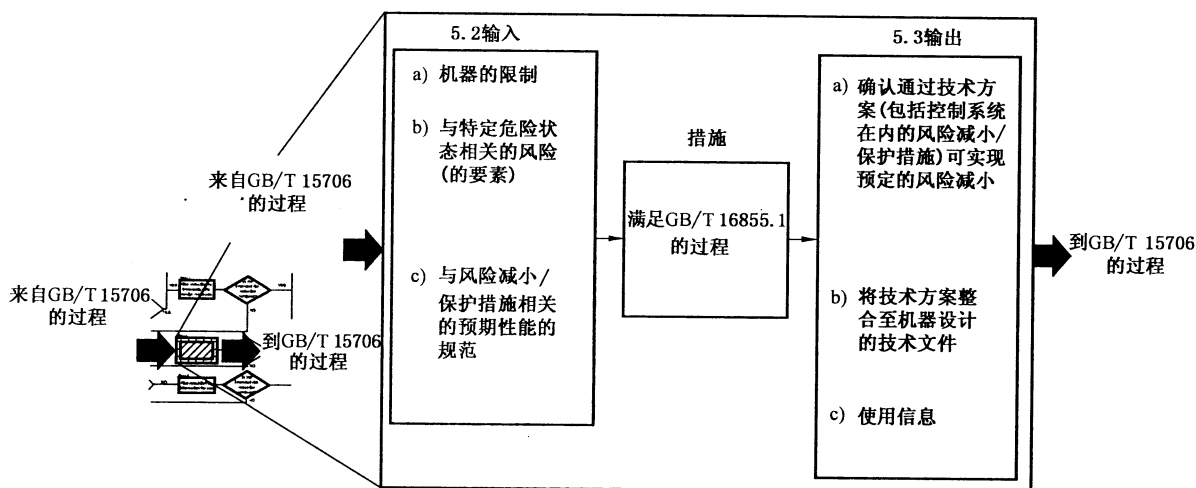 5.2输入
a) 机器的限制
b) 与特定危险状
态相关的风险
(的要素)
c) 与风险减小/
保护措施相关
的预期性能的
规范
措施
满足GB/T 16855.1
的过程
5.3输出
a) 确认通过技术方
案(包括控制系统
在内的风险减小/
保护措施)可实现
预定的风险减小
b) 将技术方案整
合至机器设计
的技术文件
c) 使用信息
来自GB/T 15706
的过程
到GB/T 15706
的过程
来自GB/T 15706
的过程
到GB/T 15706
的过程